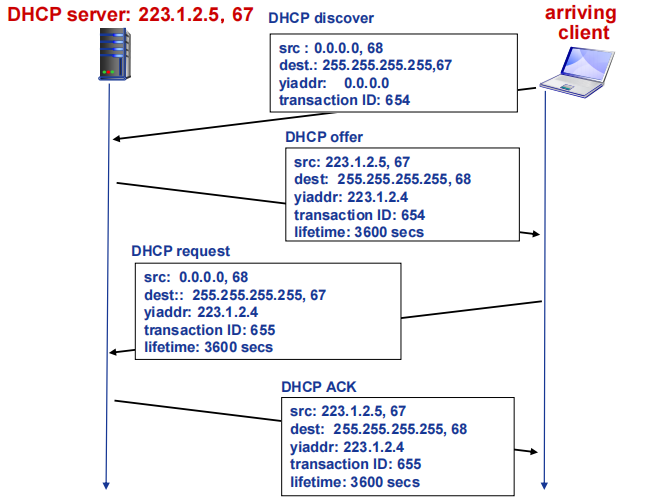 DHCP server: 223.1.2.5, 67
arriving
client
DHCP discover
src : 0.0.0.0, 68
dest.: 255.255.255.255,67
yiaddr: 0.0.0.0
transaction ID: 654
DHCP offer
src: 223.1.2.5, 67
dest: 255.255.255.255, 68
yiaddr: 223.1.2.4
transaction ID: 654
lifetime: 3600 secs
DHCP request
src: 0.0.0.0, 68
dest:: 255.255.255.255, 67
yiaddr: 223.1.2.4
transaction ID: 655
lifetime: 3600 secs
DHCP ACK
src: 223.1.2.5, 67
dest: 255.255.255.255, 68
yiaddr: 223.1.2.4
transaction ID: 655
lifetime: 3600 secs